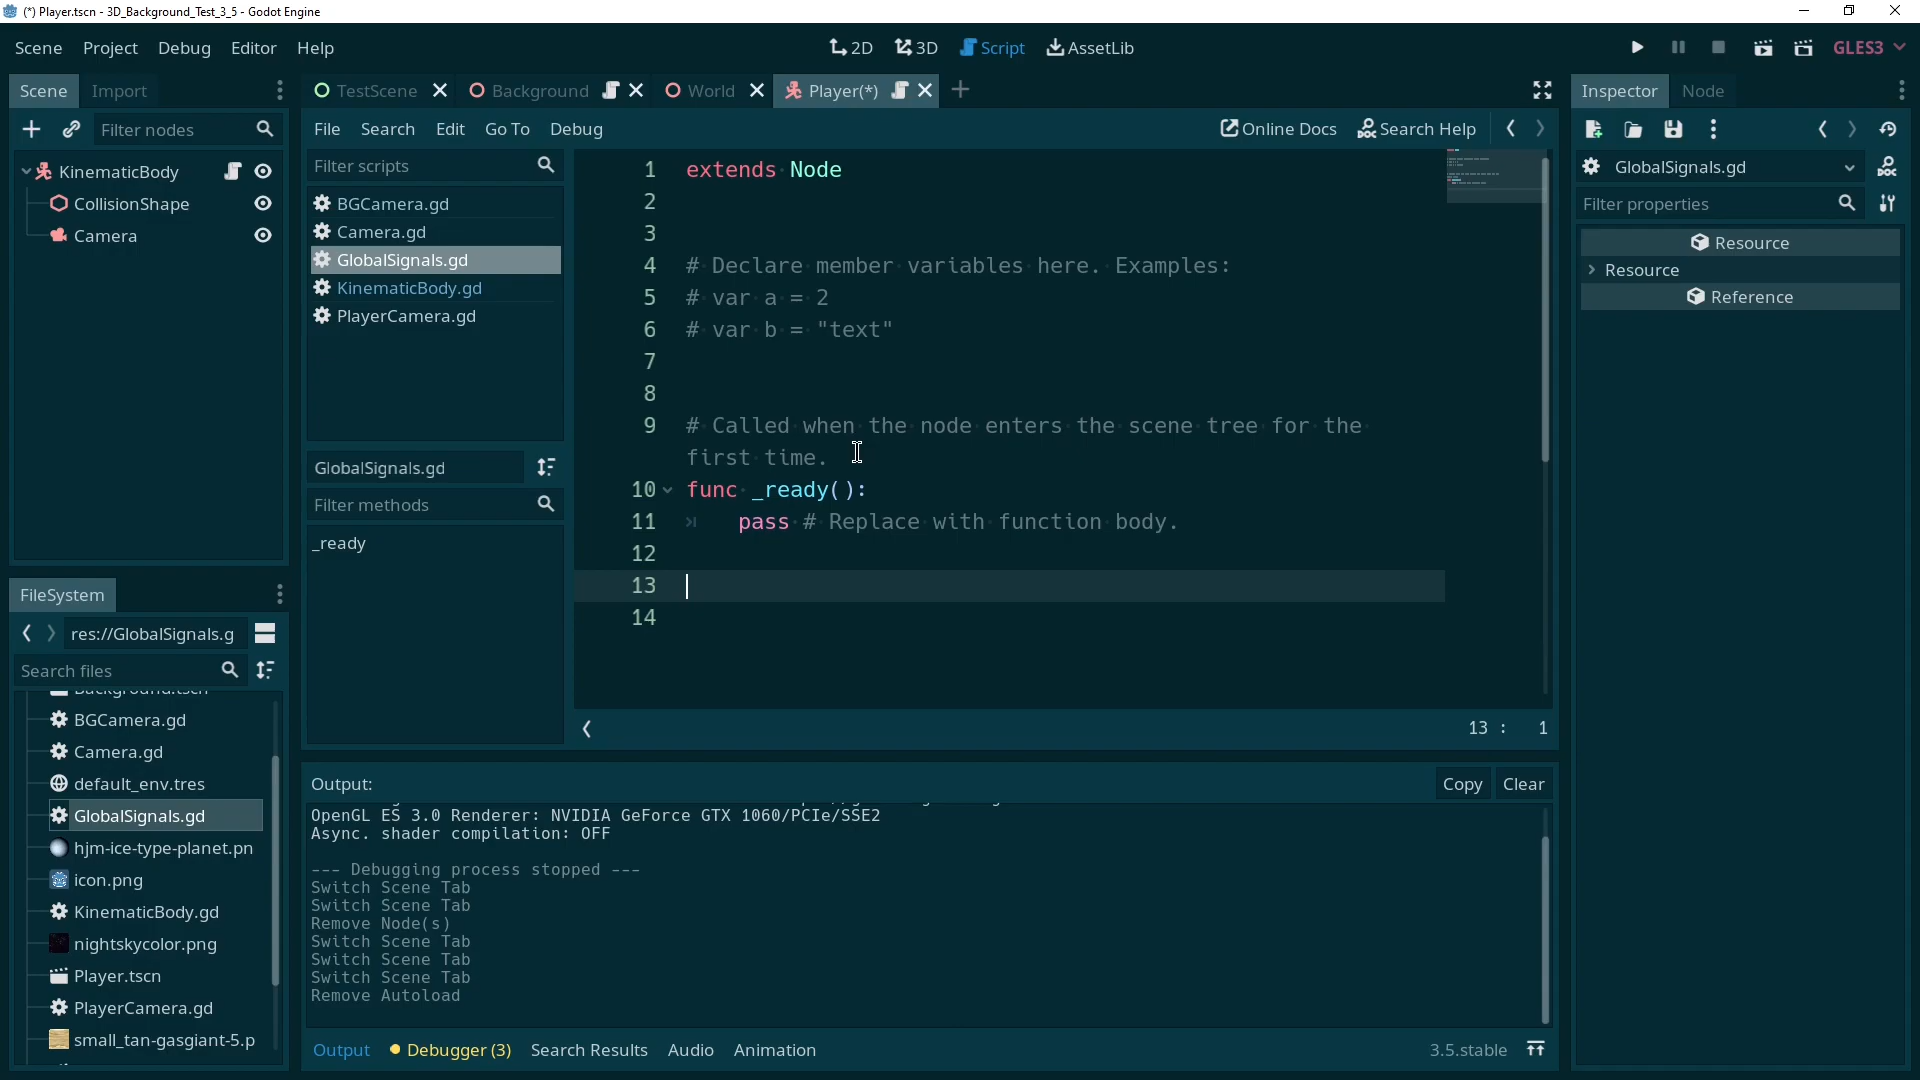 (*) Player.tscn - 3D_Background_Test_3_5 - Godot Engine
Scene Project Debug Editor Help
2D 3D Script AssetLib
GLES3
Scene Import
TestScene Background World Player(*)
Inspector Node
Filter nodes
File Search Edit Go To Debug
Online Docs Search Help
KinematicBody
CollisionShape
Camera
Filter scripts
BGCamera.gd
Camera.gd
GlobalSignals.gd
KinematicBody.gd
PlayerCamera.gd
GlobalSignals.gd
Filter methods
_ready
1 extends Node
2
3
4 # Declare member variables here. Examples:
5 # var a = 2
6 # var b = "text"
7
8
9 # Called when the node enters the scene tree for the
first time.
10 func _ready():
11 pass # Replace with function body.
12
13
14
13 : 1
GlobalSignals.gd
Filter properties
Resource
Resource
Reference
FileSystem
res://GlobalSignals.g
Search files
Background.tscn
BGCamera.gd
Camera.gd
default_env.tres
GlobalSignals.gd
hjm-ice-type-planet.pn
icon.png
KinematicBody.gd
nightskycolor.png
Player.tscn
PlayerCamera.gd
small_tan-gasgiant-5.p
Output:
Copy Clear
OpenGL ES 3.0 Renderer: NVIDIA GeForce GTX 1060/PCIe/SSE2
Async. shader compilation: OFF
--- Debugging process stopped ---
Switch Scene Tab
Switch Scene Tab
Remove Node(s)
Switch Scene Tab
Switch Scene Tab
Switch Scene Tab
Remove Autoload
Output Debugger (3) Search Results Audio Animation
3.5.stable